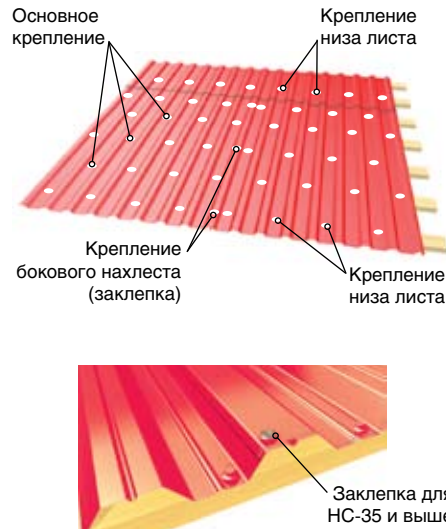 Основное
крепление
Крепление
низа листа
Крепление
бокового нахлеста
(заклепка)
Крепление
низа листа
Заклепка для
НС-35 и выше